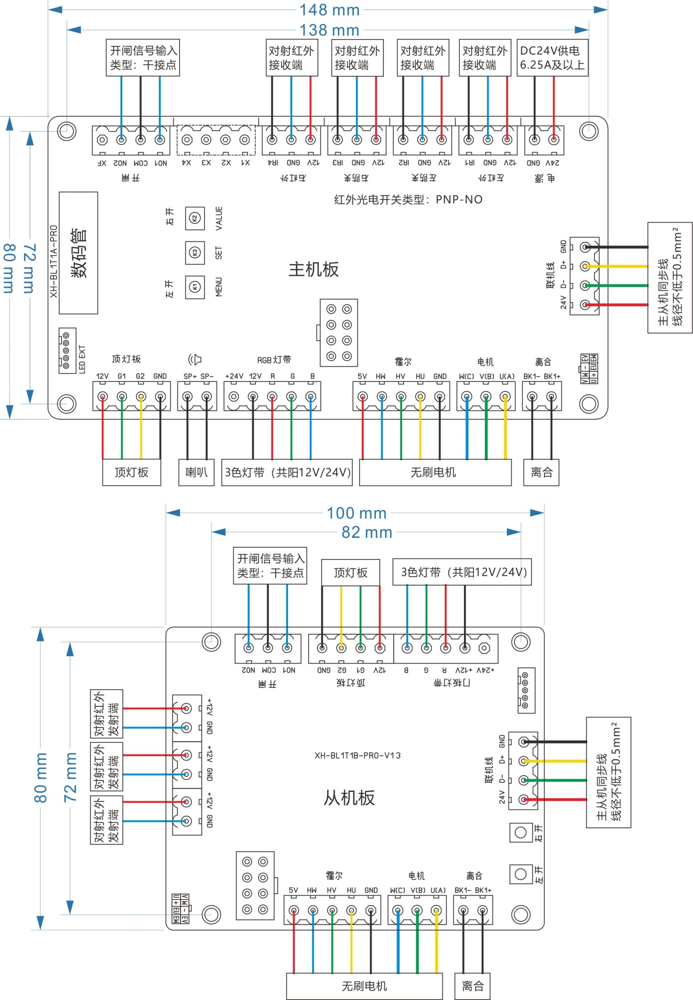 148 mm
138 mm
开闸信号输入
类型：干接点
对射红外
接收端
对射红外
接收端
对射红外
接收端
对射红外
接收端
DC24V供电
6.25A及以上
XF NO2 COM NO1
开闸
X4 X3 X2 X1
IR4 GND 12V
右红外
IR3 GND 12V
右防夹
IR2 GND 12V
左防夹
IR1 GND 12V
左红外
GND 24V
电源
红外光电开关类型：PNP-NO
80 mm
72 mm
XH-BL1T1A-PRO
数码管
右开
K2
VALUE
K3
SET
左开
K1
MENU
主机板
联机线
GND
D+
D-
24V
主从机同步线
线径不低于0.5mm²
LED EXT
顶灯板
12V G1 G2 GND
SP+ SP-
RGB灯带
+24V 12V R G B
霍尔
5V HW HV HU GND
电机
W(C) V(B) U(A)
离合
BK1- BK1+
V W - EV
U + EU EW
顶灯板
喇叭
3色灯带（共阳12V/24V)
无刷电机
离合
100 mm
82 mm
开闸信号输入
类型：干接点
顶灯板
3色灯带（共阳12V/24V)
NO2 COM NO1
开闸
GND G2 G1 12V
顶灯板
B G R +12V +24V
门板灯带
80 mm
72 mm
对射红外
发射端
+12V
GND
对射红外
发射端
+12V
GND
对射红外
发射端
+12V
GND
XH-BL1T1B-PRO-V13
从机板
联机线
GND
D+
D-
24V
主从机同步线
线径不低于0.5mm²
右开
左开
V W - EV
U + EU EW
霍尔
5V HW HV HU GND
电机
W(C) V(B) U(A)
离合
BK1- BK1+
无刷电机
离合